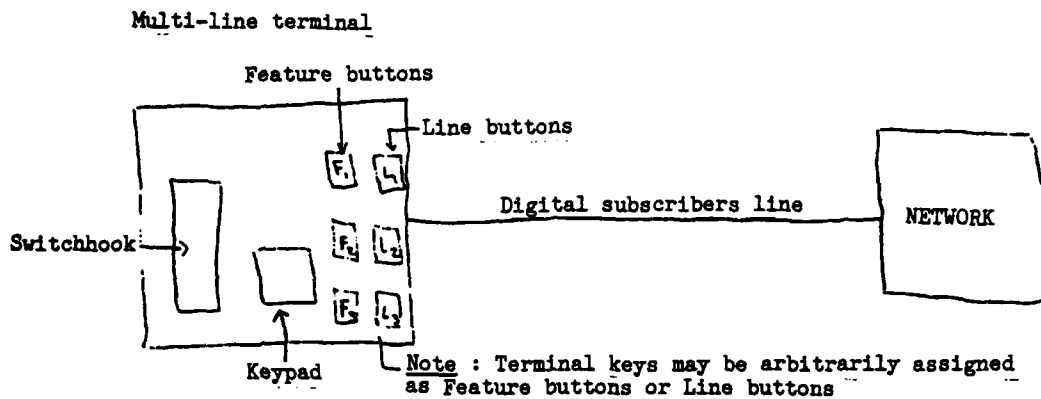 Multi-line terminal
Feature buttons
Line buttons
F1 L1
Digital subscribers line
NETWORK
Switchhook
F2 L2
F3 L3
Keypad
Note : Terminal keys may be arbitrarily assigned
as Feature buttons or Line buttons